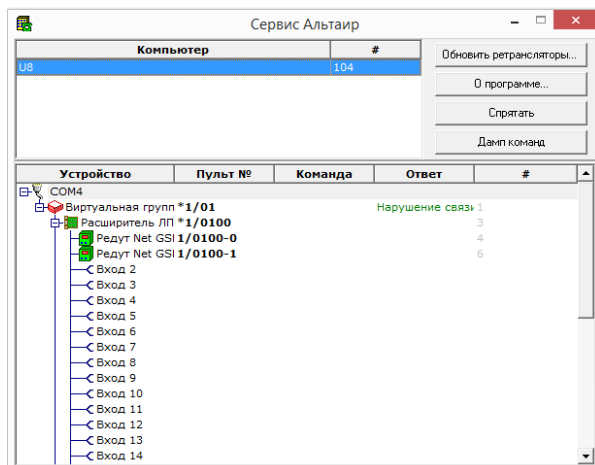 Сервис Альтаир
Компьютер #
U8 104
Обновить ретрансляторы...
О программе...
Спрятать
Дамп команд
Устройство Пульт № Команда Ответ #
COM4
Виртуальная групп *1/01 Нарушение связи 1
Расширитель ЛП *1/0100 3
Редут Net GSI 1/0100-0 4
Редут Net GSI 1/0100-1 6
Вход 2
Вход 3
Вход 4
Вход 5
Вход 6
Вход 7
Вход 8
Вход 9
Вход 10
Вход 11
Вход 12
Вход 13
Вход 14